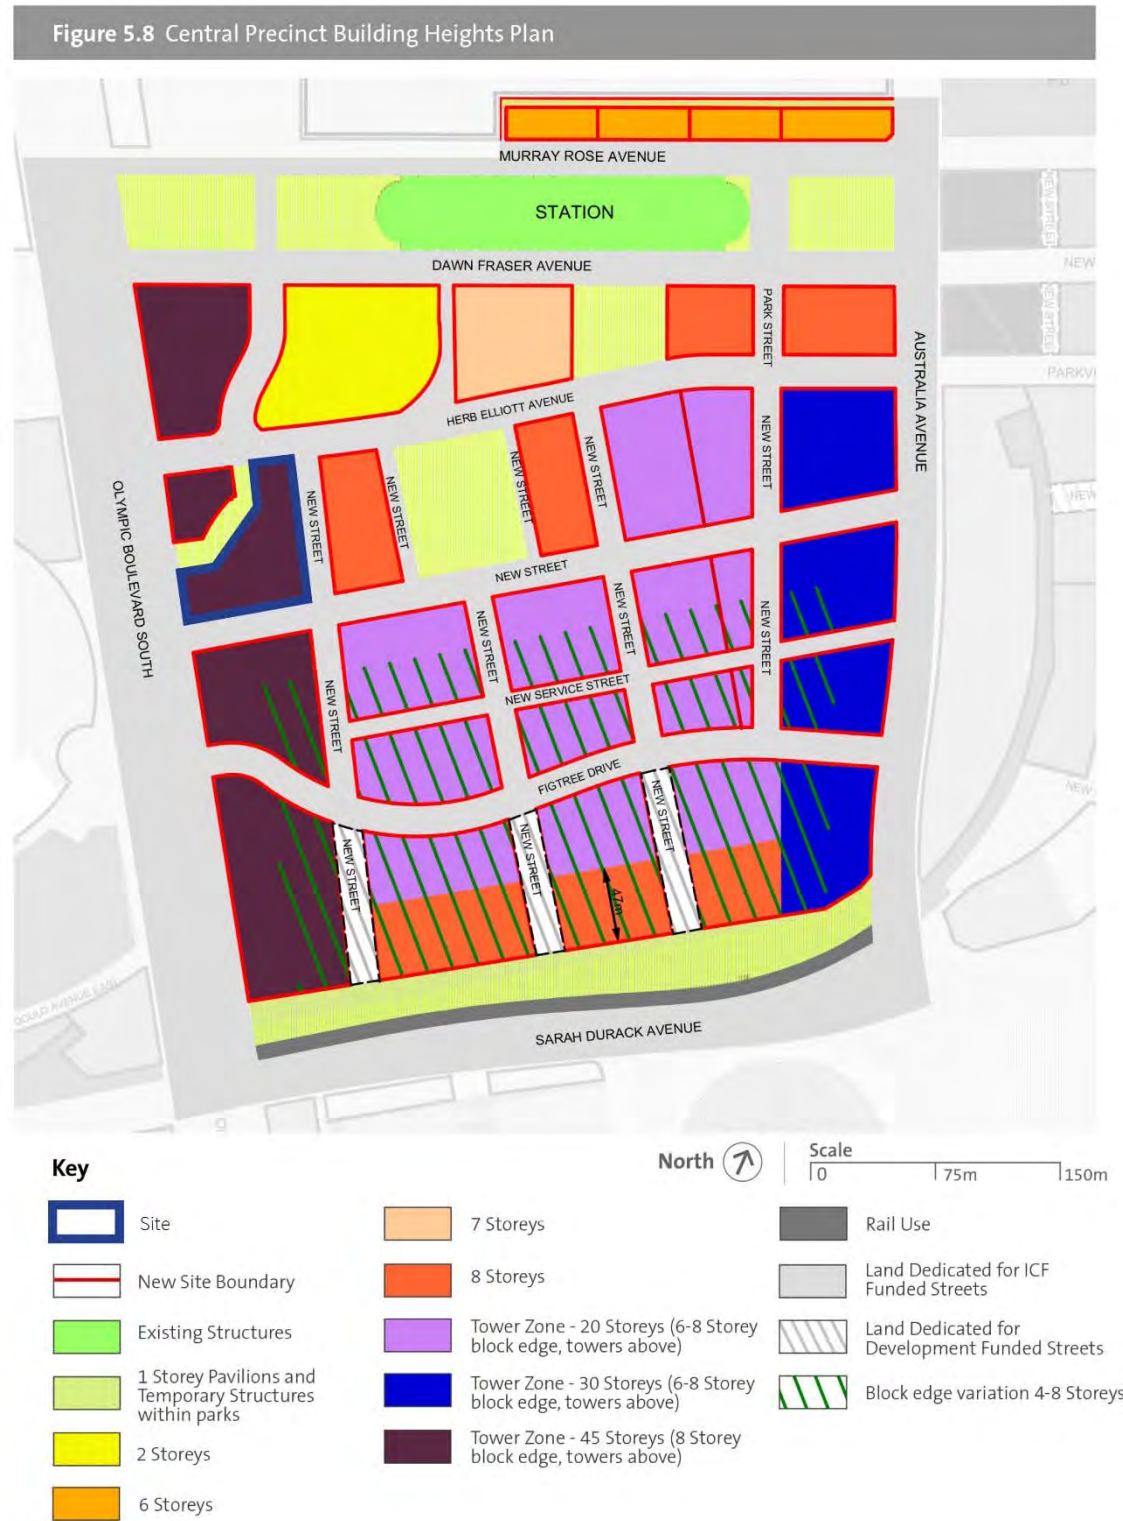 Figure 5.8 Central Precinct Building Heights Plan
MURRAY ROSE AVENUE
STATION
NEW STREET
DAWN FRASER AVENUE
NEW
PARK STREET
NEW STREET
AUSTRALIA AVENUE
PARKVI
HERB ELLIOTT AVENUE
NEW STREET
NEW STREET
NEW STREET
NEW STREET
NEW STREET
NEW
OLYMPIC BOULEVARD SOUTH
NEW STREET
NEW STREET
NEW STREET
NEW STREET
NEW STREET
NEW SERVICE STREET
FIGTREE DRIVE
NEW STREET
NEW STREET
NEW STREET
NEW
47m
SARAH DURACK AVENUE
Key
North
Scale
0 75m 150m
Site
New Site Boundary
Existing Structures
1 Storey Pavilions and
Temporary Structures
within parks
2 Storeys
6 Storeys
7 Storeys
8 Storeys
Tower Zone - 20 Storeys (6-8 Storey
block edge, towers above)
Tower Zone - 30 Storeys (6-8 Storey
block edge, towers above)
Tower Zone - 45 Storeys (8 Storey
block edge, towers above)
Rail Use
Land Dedicated for ICF
Funded Streets
Land Dedicated for
Development Funded Streets
Block edge variation 4-8 Storeys